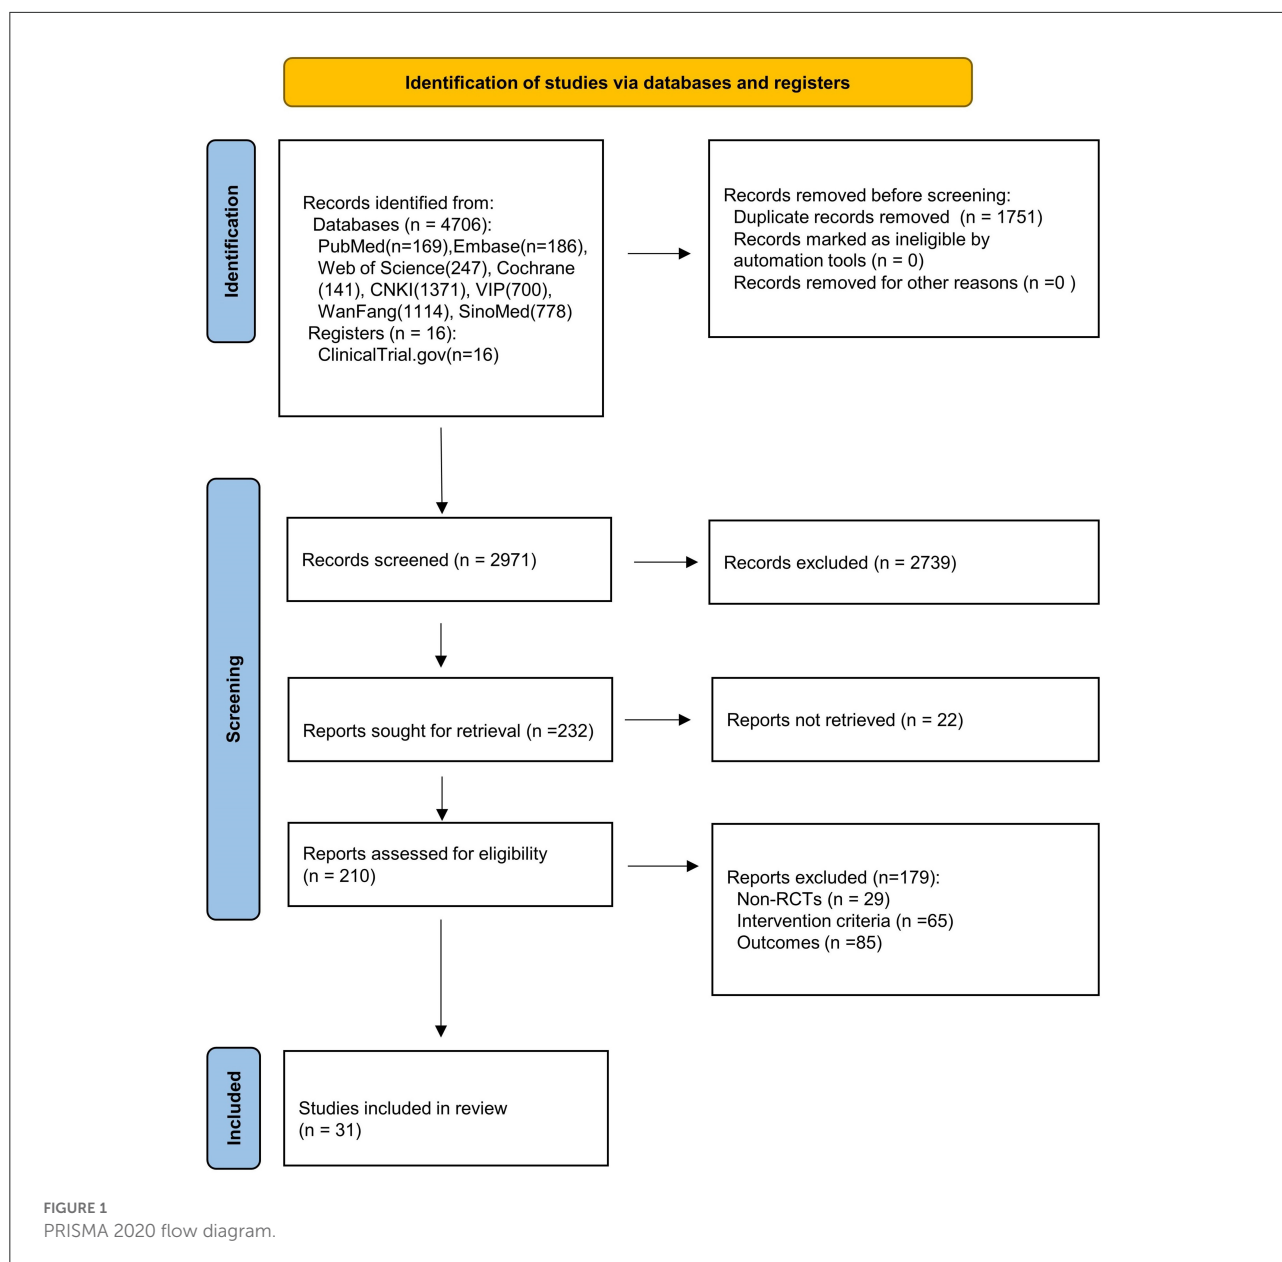 Identification of studies via databases and registers
Identification
Records identified from:
Databases (n = 4706):
PubMed(n=169),Embase(n=186),
Web of Science(247), Cochrane
(141), CNKI(1371), VIP(700),
WanFang(1114), SinoMed(778)
Registers (n = 16):
ClinicalTrial.gov(n=16)
Records removed before screening:
Duplicate records removed (n = 1751)
Records marked as ineligible by
automation tools (n = 0)
Records removed for other reasons (n =0 )
Screening
Records screened (n = 2971)
Records excluded (n = 2739)
Reports sought for retrieval (n =232)
Reports not retrieved (n = 22)
Reports assessed for eligibility
(n = 210)
Reports excluded (n=179):
Non-RCTs (n = 29)
Intervention criteria (n =65)
Outcomes (n =85)
Included
Studies included in review
(n = 31)
FIGURE 1
PRISMA 2020 flow diagram.